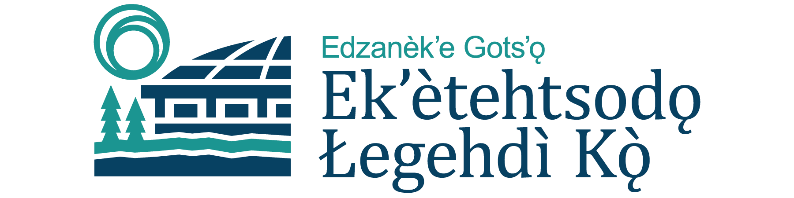 Edzanèk’e Gots’ǫ
Ek’ètehtsodǫ
Łegehdì Kǫ̀